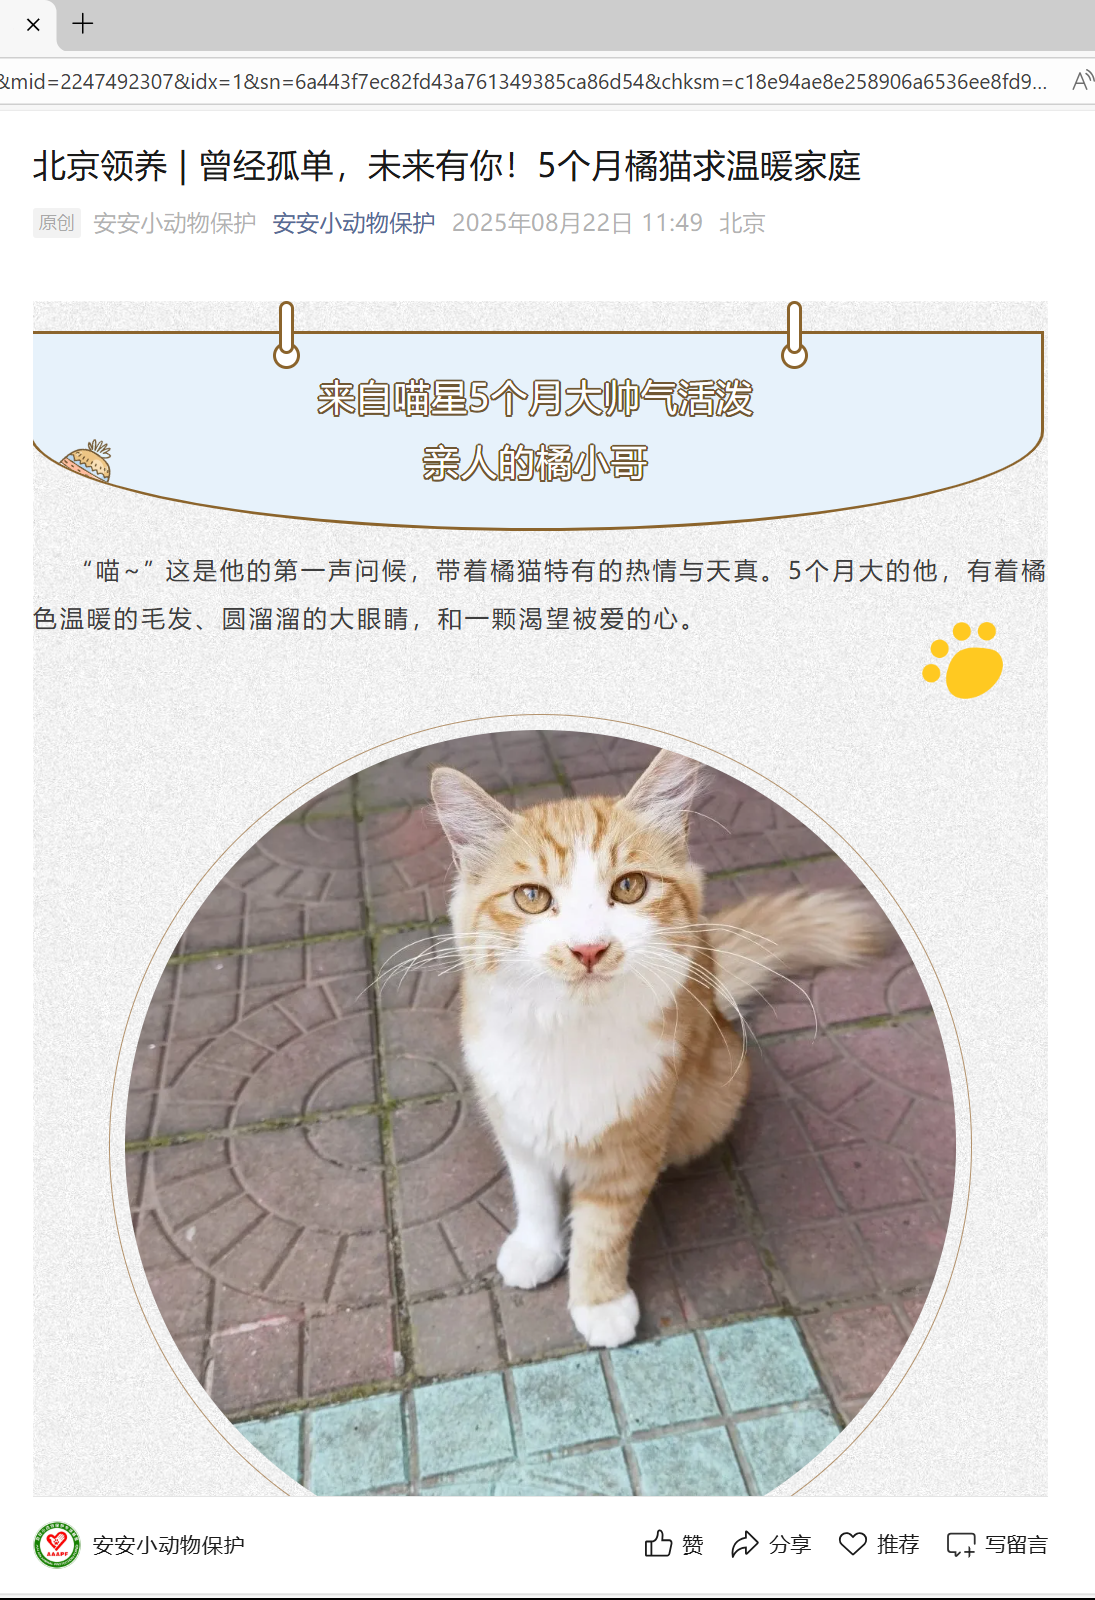 &mid=2247492307&idx=1&sn=6a443f7ec82fd43a761349385ca86d54&chksm=c18e94ae8e258906a6536ee8fd9...
北京领养 | 曾经孤单，未来有你！5个月橘猫求温暖家庭
原创 安安小动物保护 安安小动物保护 2025年08月22日 11:49 北京
来自喵星5个月大帅气活泼
亲人的橘小哥
“喵~”这是他的第一声问候，带着橘猫特有的热情与天真。5个月大的他，有着橘
色温暖的毛发、圆溜溜的大眼睛，和一颗渴望被爱的心。
安安小动物保护 赞 分享 推荐 写留言